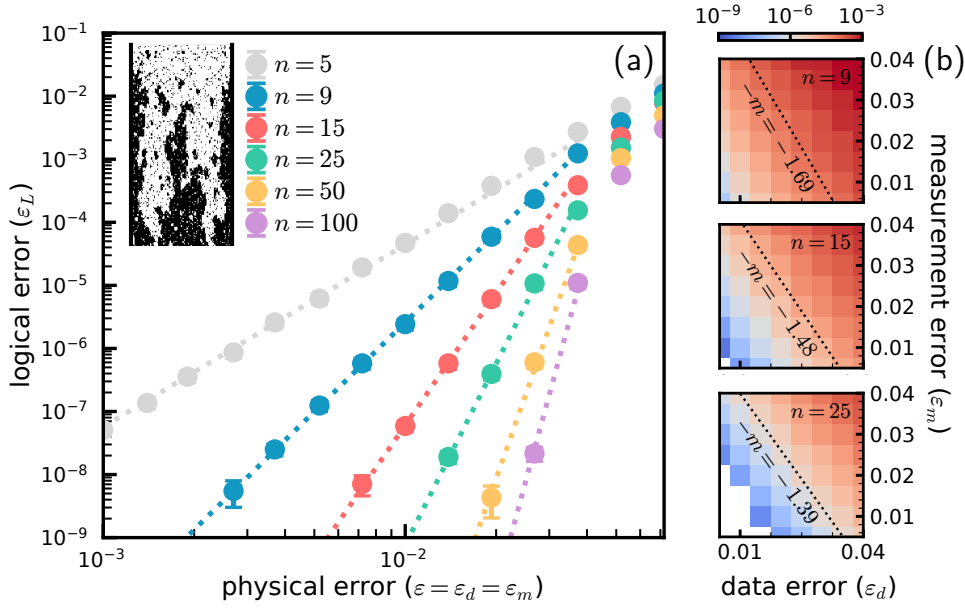 (a)
10⁻¹
10⁻²
10⁻³
10⁻⁴
10⁻⁵
10⁻⁶
10⁻⁷
10⁻⁸
10⁻⁹
logical error (ε_L)
n = 5
n = 9
n = 15
n = 25
n = 50
n = 100
10⁻³
10⁻²
physical error (ε = ε_d = ε_m)
(b)
10⁻⁹
10⁻⁶
10⁻³
n = 9
−m = −1.69
0.04
0.03
0.02
0.01
n = 15
−m = −1.48
0.04
0.03
0.02
0.01
n = 25
−m = −1.39
0.04
0.03
0.02
0.01
measurement error (ε_m)
0.01
0.04
data error (ε_d)